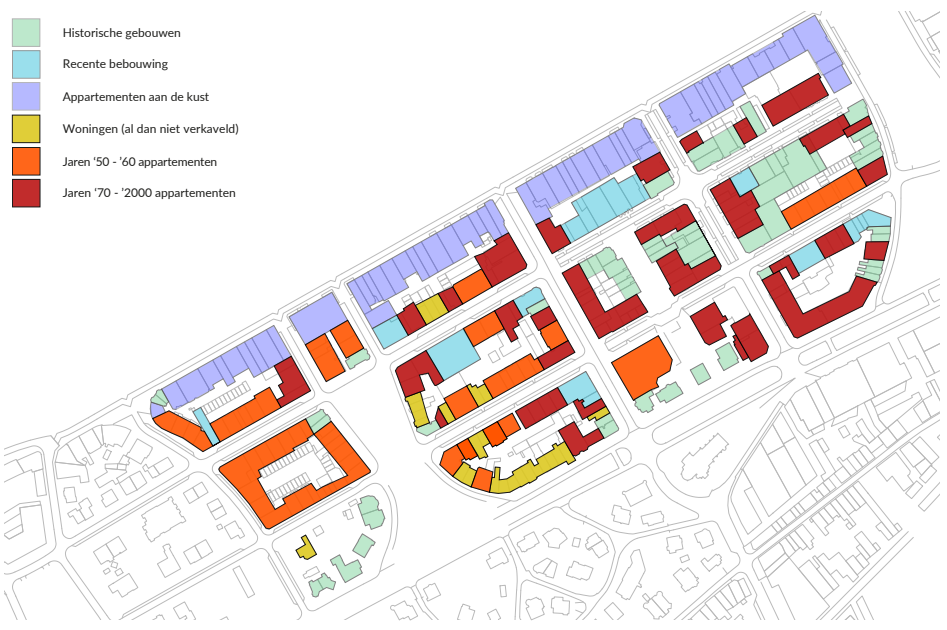 Historische gebouwen
Recente bebouwing
Appartementen aan de kust
Woningen (al dan niet verkaveld)
Jaren ‘50 - ‘60 appartementen
Jaren ‘70 - ‘2000 appartementen